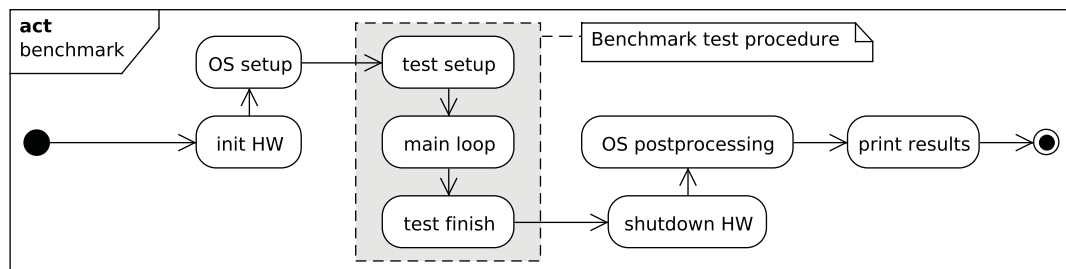 act
benchmark
OS setup
init HW
test setup
main loop
test finish
Benchmark test procedure
OS postprocessing
shutdown HW
print results